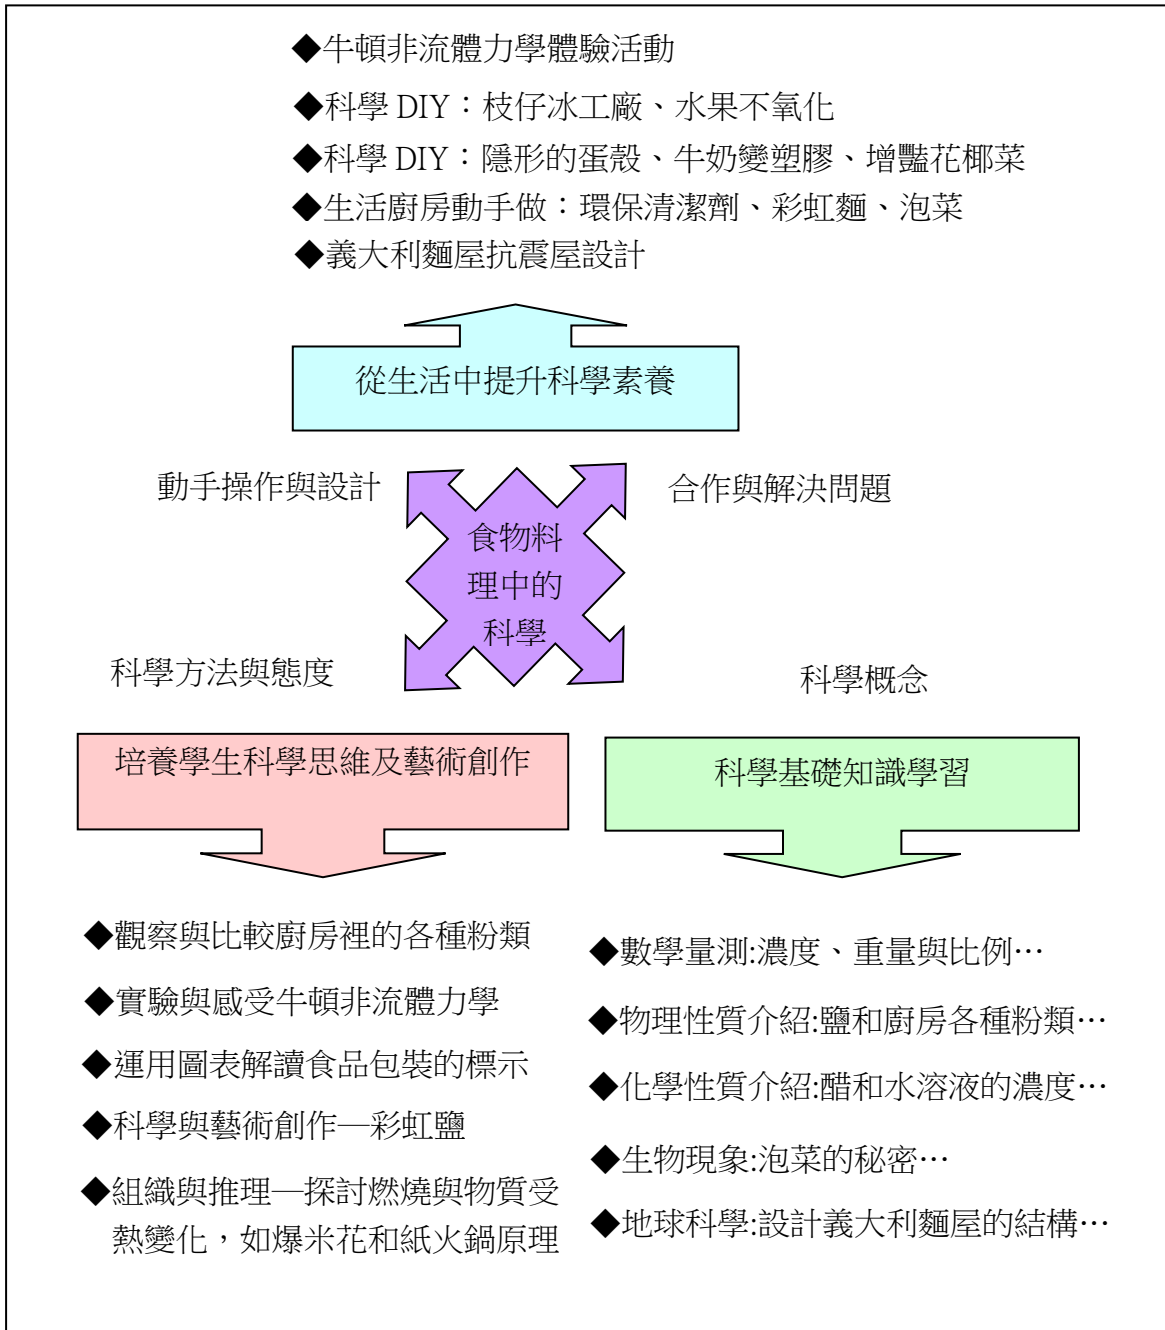 ◆牛頓非流體力學體驗活動
◆科學 DIY：枝仔冰工廠、水果不氧化
◆科學 DIY：隱形的蛋殼、牛奶變塑膠、增豔花椰菜
◆生活廚房動手做：環保清潔劑、彩虹麵、泡菜
◆義大利麵屋抗震屋設計
從生活中提升科學素養
動手操作與設計
合作與解決問題
食物料
理中的
科學
科學方法與態度
科學概念
培養學生科學思維及藝術創作
科學基礎知識學習
◆觀察與比較廚房裡的各種粉類
◆實驗與感受牛頓非流體力學
◆運用圖表解讀食品包裝的標示
◆科學與藝術創作—彩虹鹽
◆組織與推理—探討燃燒與物質受
熱變化，如爆米花和紙火鍋原理
◆數學量測:濃度、重量與比例…
◆物理性質介紹:鹽和廚房各種粉類…
◆化學性質介紹:醋和水溶液的濃度…
◆生物現象:泡菜的秘密…
◆地球科學:設計義大利麵屋的結構…